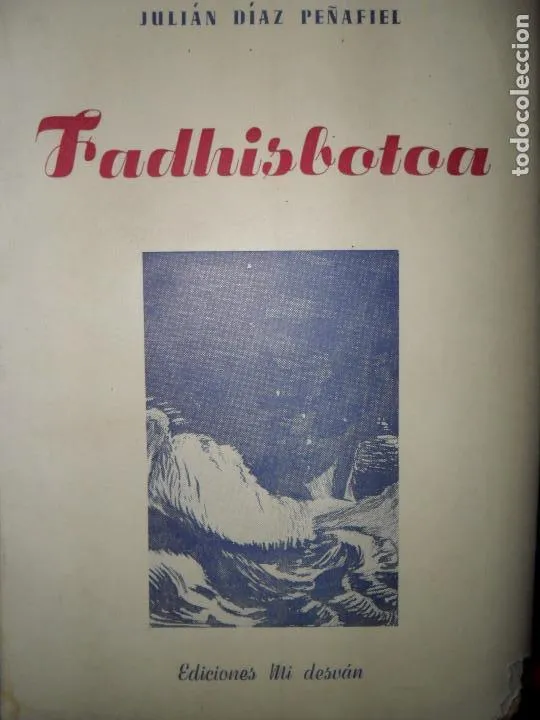 JULIÁN DÍAZ PEÑAFIEL
Fadhisbotoa
Ediciones Mi desván
todocoleccion